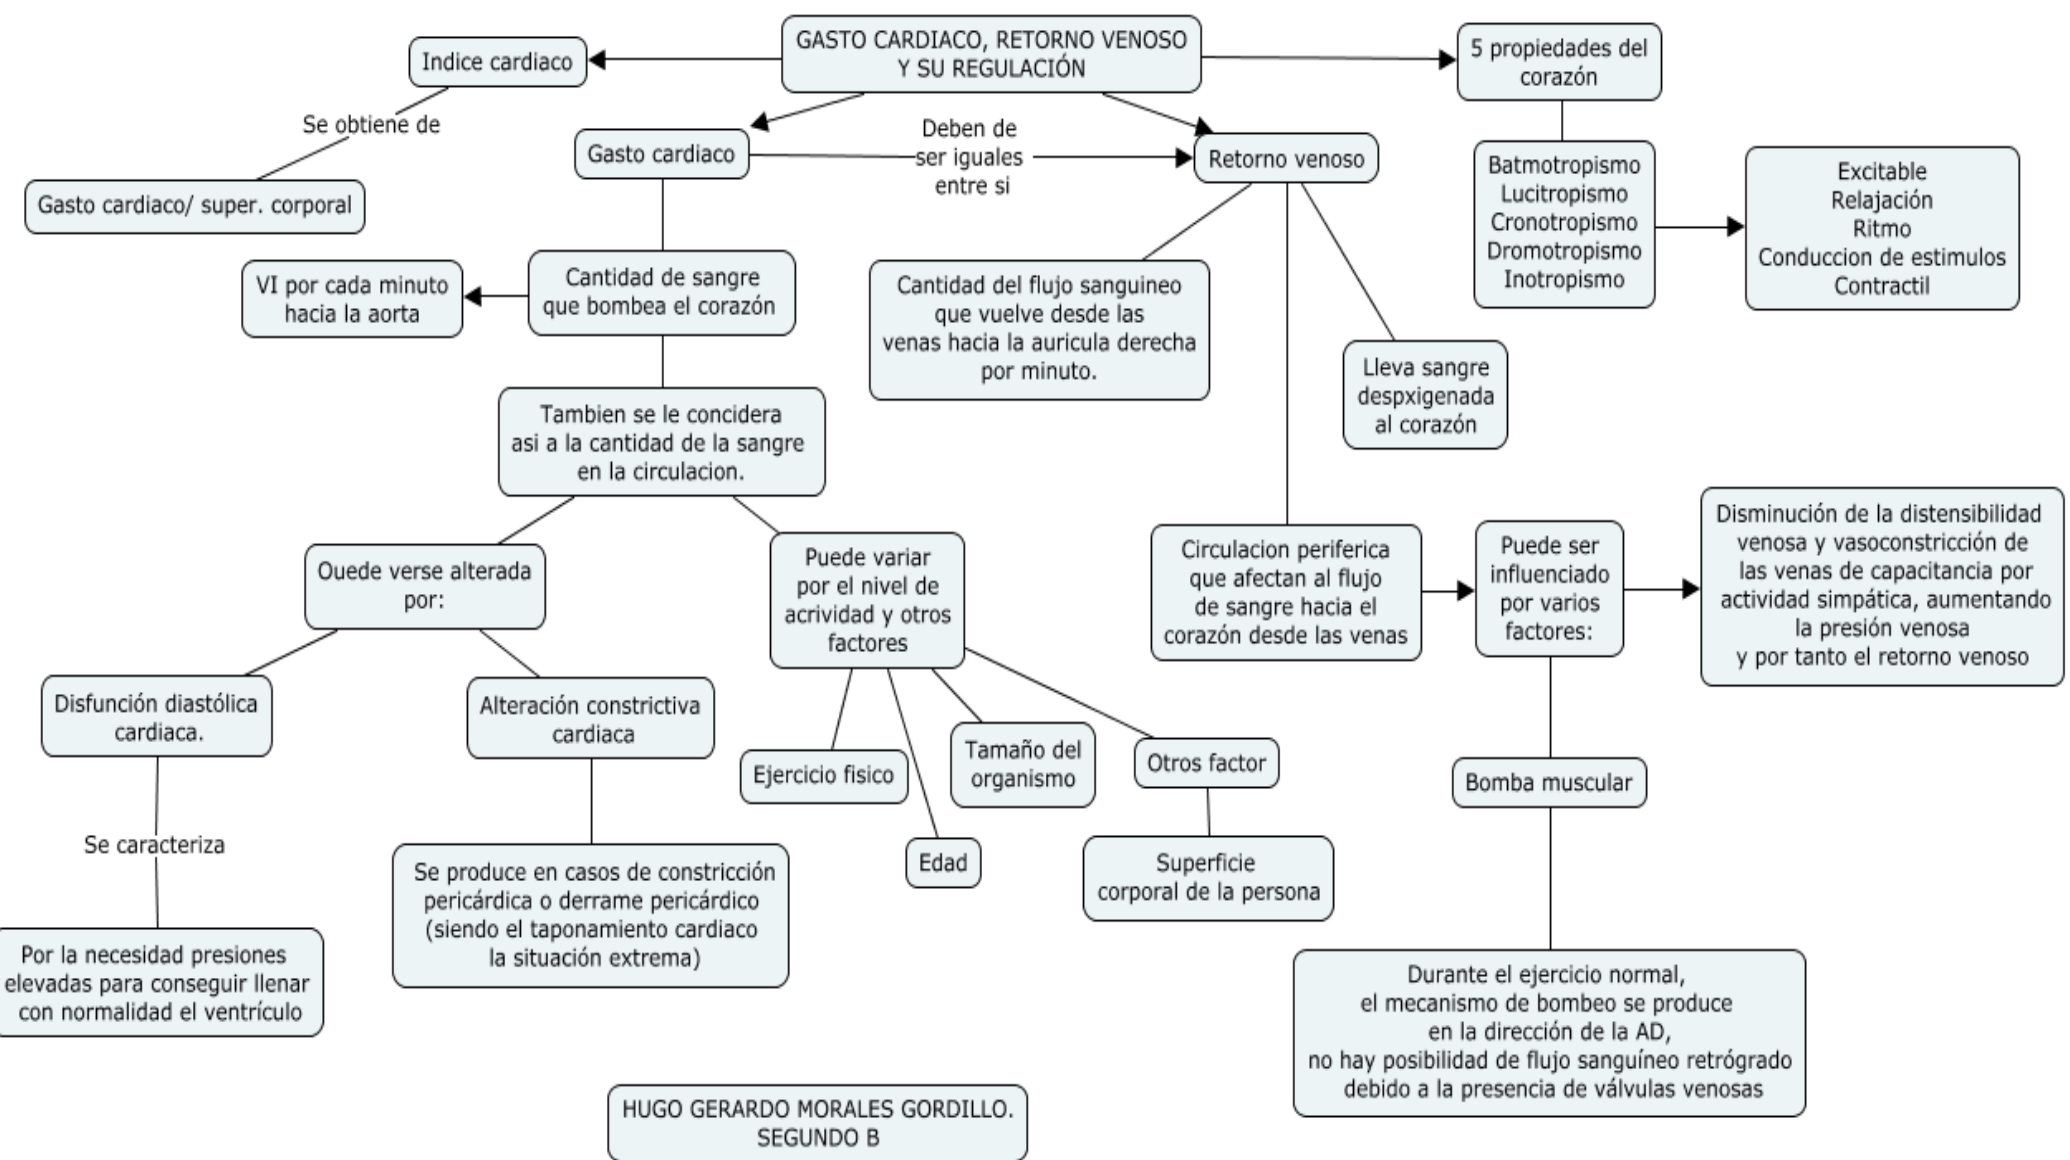 GASTO CARDIACO, RETORNO VENOSO
Y SU REGULACIÓN
Indice cardiaco
5 propiedades del
corazón
Se obtiene de
Gasto cardiaco/ super. corporal
Gasto cardiaco
Deben de
ser iguales
entre si
Retorno venoso
Batmotropismo
Lucitropismo
Cronotropismo
Dromotropismo
Inotropismo
Excitable
Relajación
Ritmo
Conduccion de estimulos
Contractil
VI por cada minuto
hacia la aorta
Cantidad de sangre
que bombea el corazón
Cantidad del flujo sanguineo
que vuelve desde las
venas hacia la auricula derecha
por minuto.
Lleva sangre
despxigenada
al corazón
Tambien se le concidera
asi a la cantidad de la sangre
en la circulacion.
Ouede verse alterada
por:
Puede variar
por el nivel de
acrividad y otros
factores
Circulacion periferica
que afectan al flujo
de sangre hacia el
corazón desde las venas
Puede ser
influenciado
por varios
factores:
Disminución de la distensibilidad
venosa y vasoconstricción de
las venas de capacitancia por
actividad simpática, aumentando
la presión venosa
y por tanto el retorno venoso
Disfunción diastólica
cardiaca.
Alteración constrictiva
cardiaca
Ejercicio fisico
Tamaño del
organismo
Otros factor
Bomba muscular
Se caracteriza
Edad
Superficie
corporal de la persona
Se produce en casos de constricción
pericárdica o derrame pericárdico
(siendo el taponamiento cardiaco
la situación extrema)
Por la necesidad presiones
elevadas para conseguir llenar
con normalidad el ventrículo
Durante el ejercicio normal,
el mecanismo de bombeo se produce
en la dirección de la AD,
no hay posibilidad de flujo sanguíneo retrógrado
debido a la presencia de válvulas venosas
HUGO GERARDO MORALES GORDILLO.
SEGUNDO B